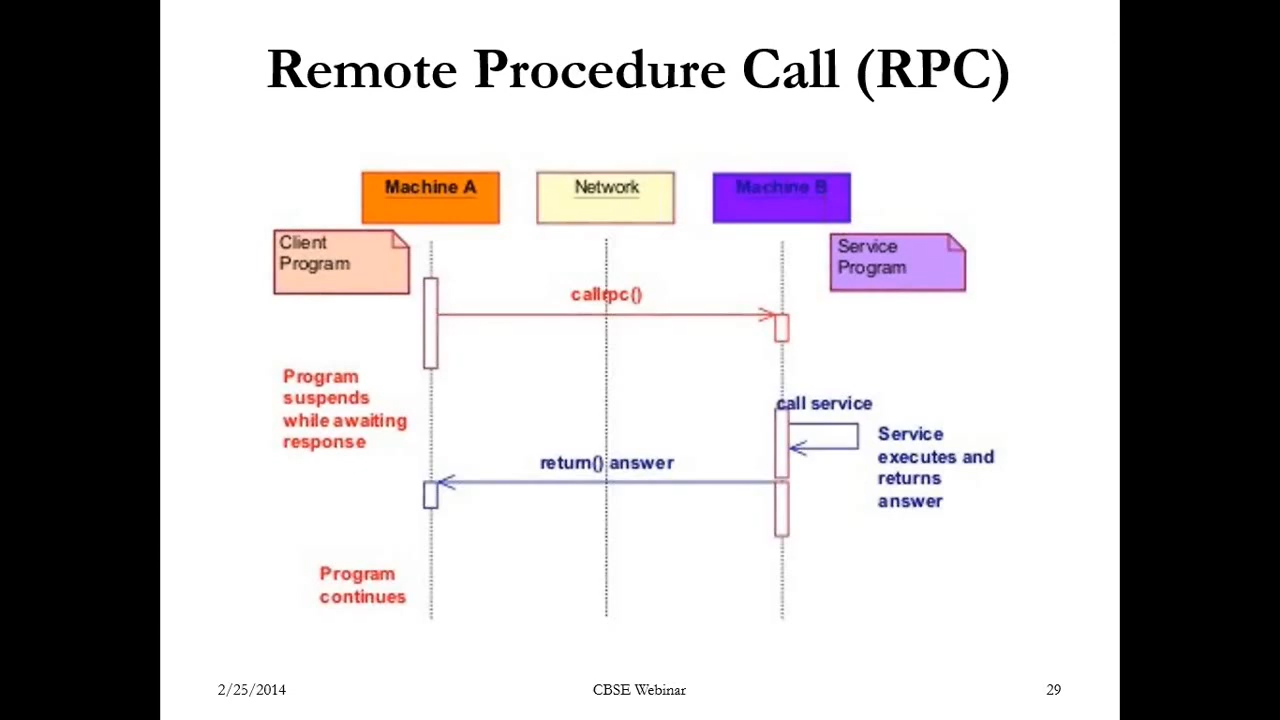 Remote Procedure Call (RPC)
Machine A
Network
Machine B
Client
Program
Service
Program
callrpc()
Program
suspends
while awaiting
response
call service
Service
executes and
returns
answer
return() answer
Program
continues
2/25/2014
CBSE Webinar
29